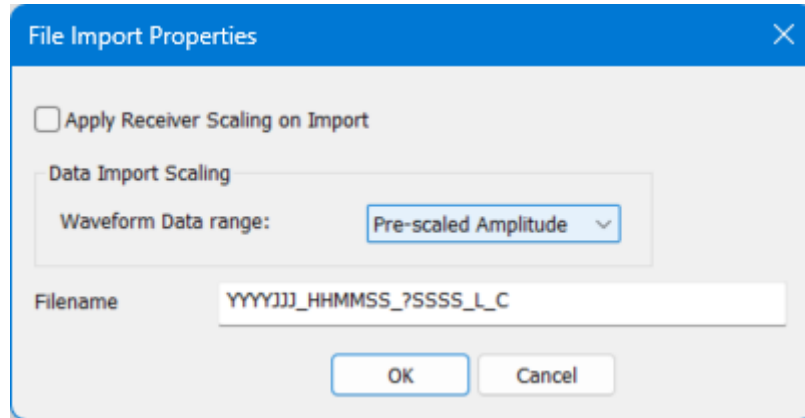 File Import Properties
Apply Receiver Scaling on Import
Data Import Scaling
Waveform Data range: Pre-scaled Amplitude
Filename YYYYJJJ_HHMMSS_?SSSS_L_C
OK Cancel